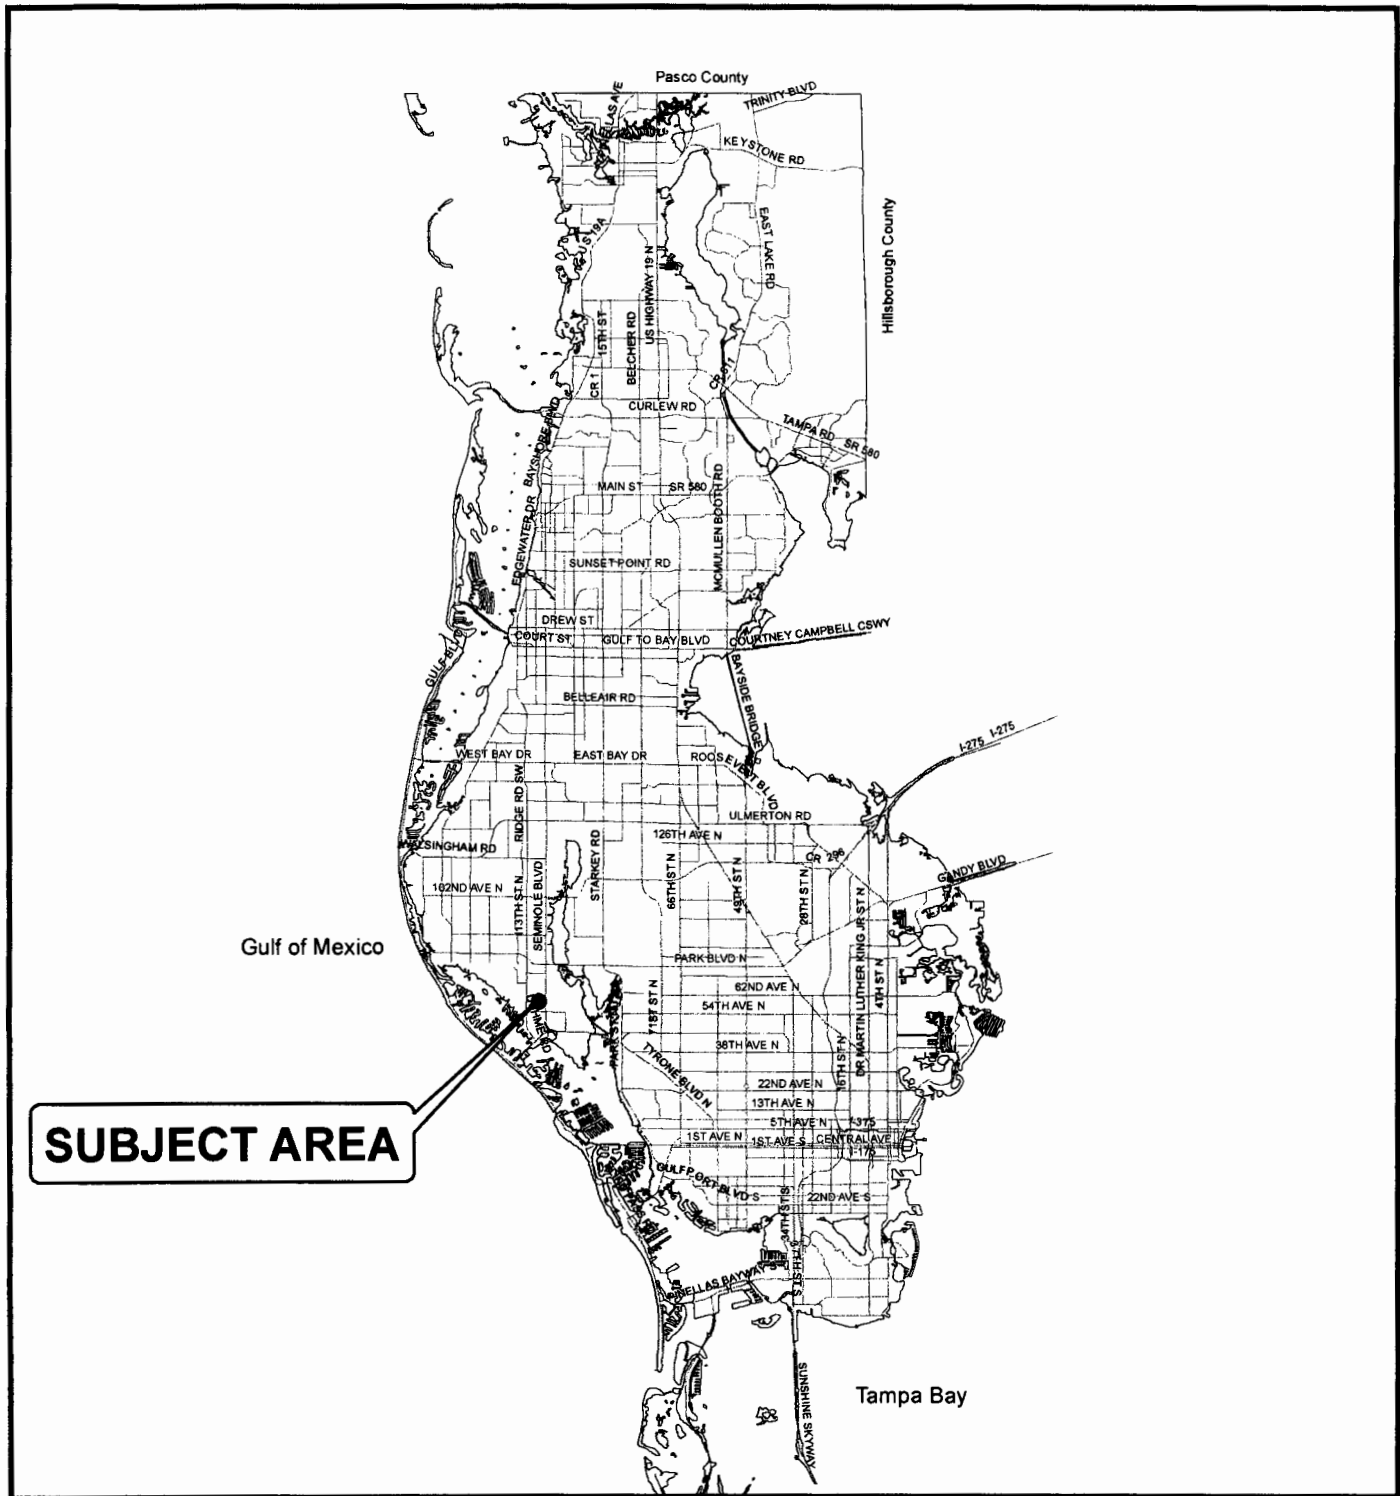 Pasco County
TRINITY BLVD
KEYSTONE RD
Hillsborough County
EAST LAKE RD
US 19A
US HIGHWAY 19 N
15TH ST
BELCHER RD
CR 1
CURLEW RD
TAMPA RD SR 580
BAYSHORE BLVD
MAIN ST SR 580
MCMULLEN BOOTH RD
EDGEWATER DR
SUNSET POINT RD
DREW ST
COURT ST
GULF TO BAY BLVD
COURTNEY CAMPBELL CSWY
GULF BLVD
BAYSIDE BRIDGE
BELLEAIR RD
I-275 I-275
WEST BAY DR
EAST BAY DR
ROOSEVELT BLVD
RIDGE RD SW
ULMERTON RD
126TH AVE N
WALSINGHAM RD
STARKEY RD
CR 296
GANDY BLVD
102ND AVE N
113TH ST N
SEMINOLE BLVD
66TH ST N
49TH ST N
28TH ST N
DR MARTIN LUTHER KING JR ST N
4TH ST N
Gulf of Mexico
PARK BLVD N
62ND AVE N
54TH AVE N
71ST ST N
38TH AVE N
TYRONE BLVD N
16TH ST N
22ND AVE N
13TH AVE N
5TH AVE N I-375
1ST AVE N
1ST AVE S
CENTRAL AVE
I-175
SUBJECT AREA
GULFPORT BLVD S
22ND AVE S
34TH ST S
Tampa Bay
SUNSHINE SKYWAY